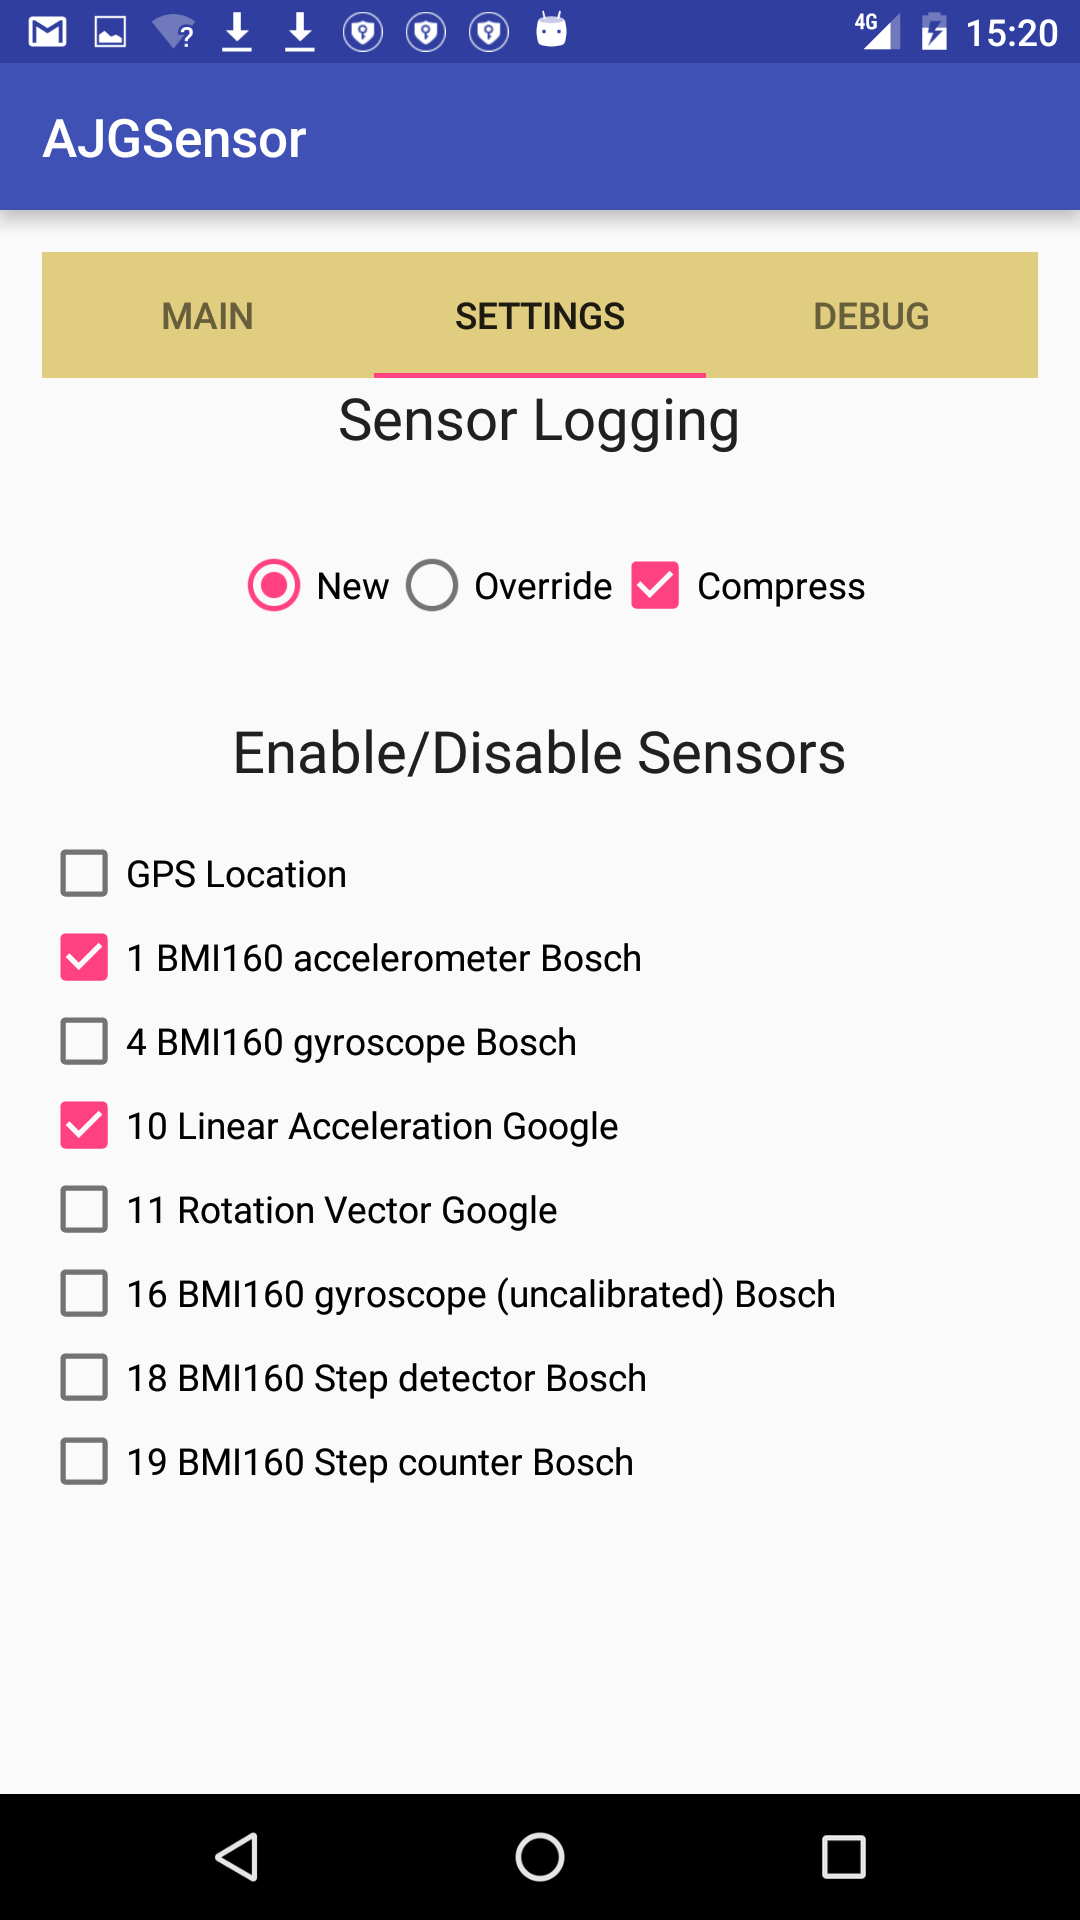 4G 15:20
AJGSensor
MAIN SETTINGS DEBUG
Sensor Logging
New Override Compress
Enable/Disable Sensors
GPS Location
1 BMI160 accelerometer Bosch
4 BMI160 gyroscope Bosch
10 Linear Acceleration Google
11 Rotation Vector Google
16 BMI160 gyroscope (uncalibrated) Bosch
18 BMI160 Step detector Bosch
19 BMI160 Step counter Bosch